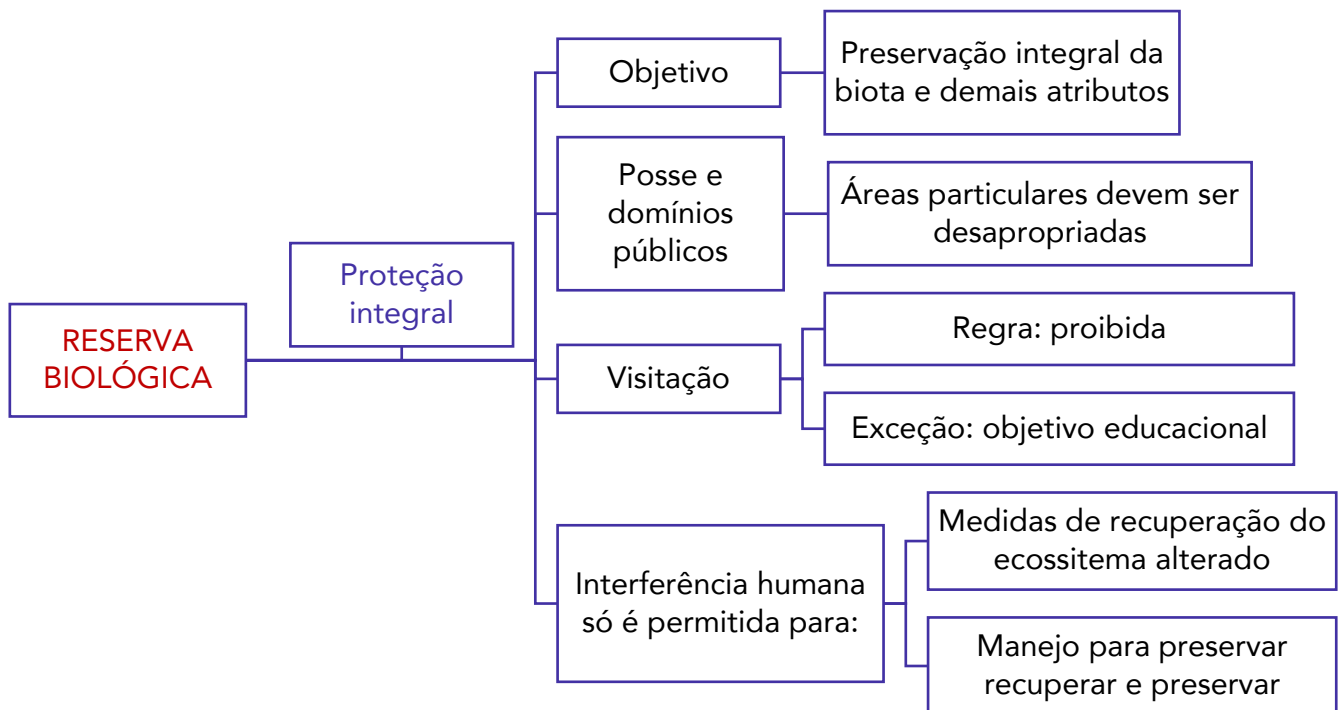 RESERVA
BIOLÓGICA
Proteção
integral
Objetivo
Preservação integral da
biota e demais atributos
Posse e
domínios
públicos
Áreas particulares devem ser
desapropriadas
Visitação
Regra: proibida
Exceção: objetivo educacional
Interferência humana
só é permitida para:
Medidas de recuperação do
ecossitema alterado
Manejo para preservar
recuperar e preservar